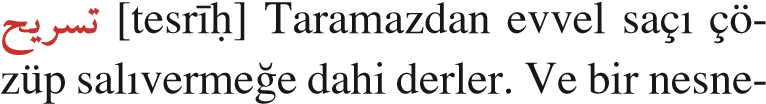 تسريح [tesrīḥ] Taramazdan evvel saçı çö-
züp salıvermeğe dahi derler. Ve bir nesne-